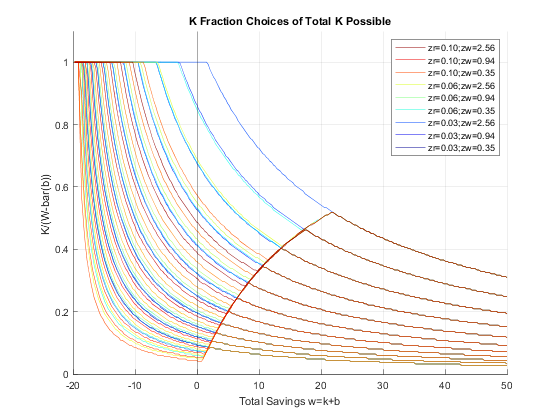 K Fraction Choices of Total K Possible
K/(W-bar(b))
1
0.8
0.6
0.4
0.2
0
-20
-10
0
10
20
30
40
50
Total Savings w=k+b
zr=0.10;zw=2.56
zr=0.10;zw=0.94
zr=0.10;zw=0.35
zr=0.06;zw=2.56
zr=0.06;zw=0.94
zr=0.06;zw=0.35
zr=0.03;zw=2.56
zr=0.03;zw=0.94
zr=0.03;zw=0.35